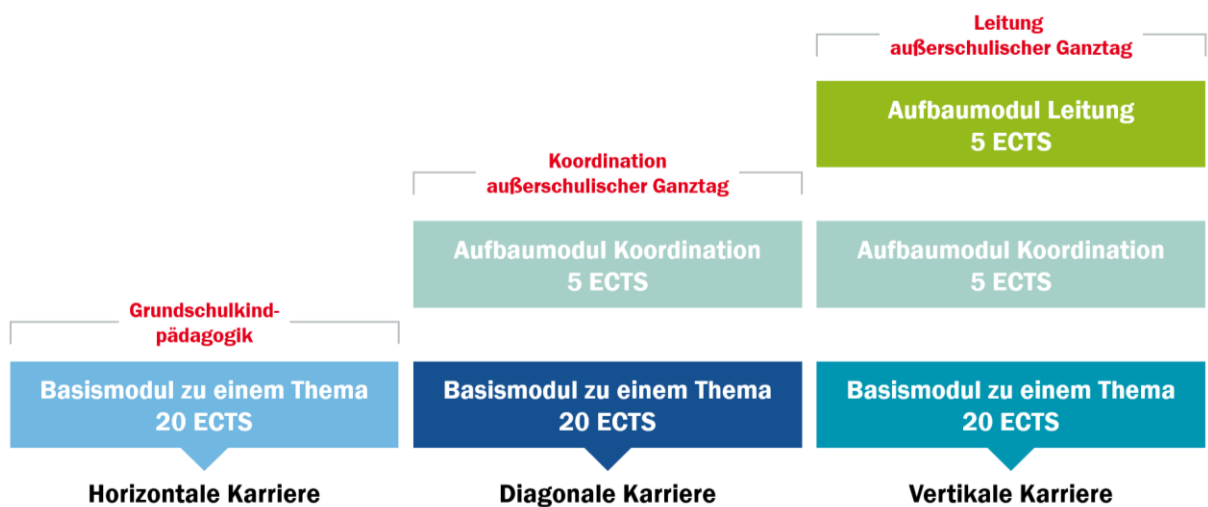 Leitung
außerschulischer Ganztag
Aufbaumodul Leitung
5 ECTS
Koordination
außerschulischer Ganztag
Aufbaumodul Koordination
5 ECTS
Aufbaumodul Koordination
5 ECTS
Grundschulkind-
pädagogik
Basismodul zu einem Thema
20 ECTS
Basismodul zu einem Thema
20 ECTS
Basismodul zu einem Thema
20 ECTS
Horizontale Karriere
Diagonale Karriere
Vertikale Karriere